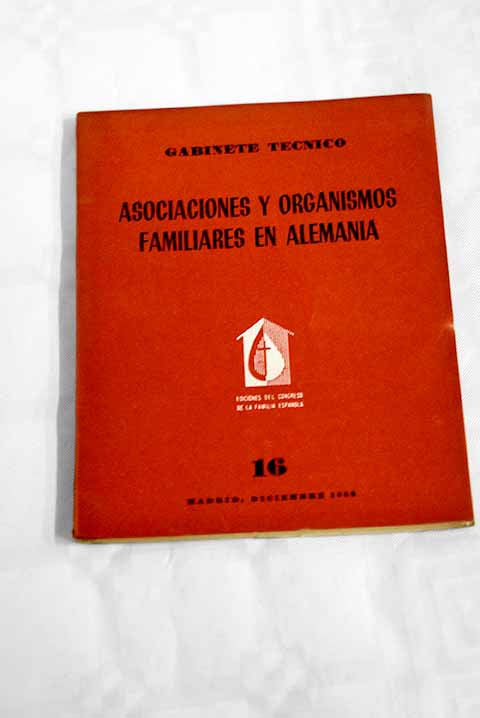 GABINETE TECNICO
ASOCIACIONES Y ORGANISMOS
FAMILIARES EN ALEMANIA
EDICIONES DEL CONGRESO
DE LA FAMILIA ESPAÑOLA
16
MADRID, DICIEMBRE